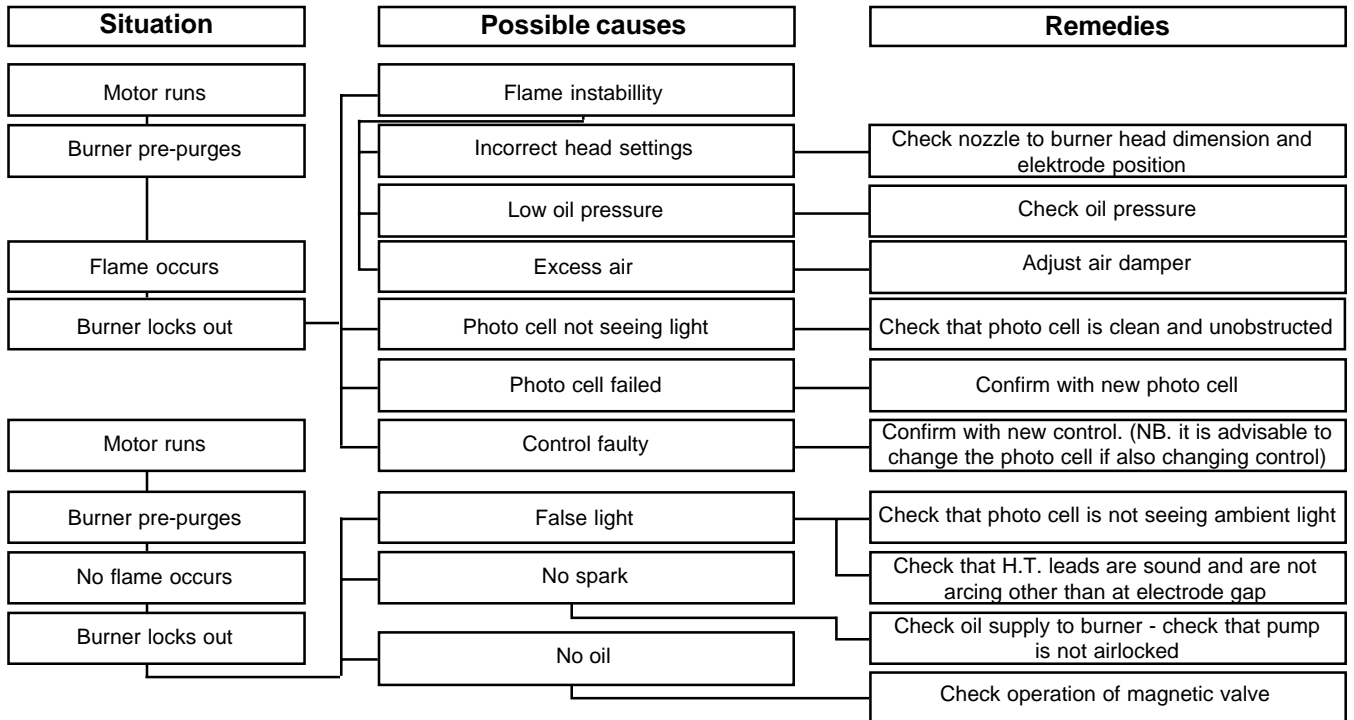 Situation
Possible causes
Remedies
Motor runs
Flame instabillity
Burner pre-purges
Incorrect head settings
Check nozzle to burner head dimension and
elektrode position
Low oil pressure
Check oil pressure
Flame occurs
Excess air
Adjust air damper
Burner locks out
Photo cell not seeing light
Check that photo cell is clean and unobstructed
Photo cell failed
Confirm with new photo cell
Motor runs
Control faulty
Confirm with new control. (NB. it is advisable to
change the photo cell if also changing control)
Burner pre-purges
False light
Check that photo cell is not seeing ambient light
No flame occurs
No spark
Check that H.T. leads are sound and are not
arcing other than at electrode gap
Burner locks out
Check oil supply to burner - check that pump
is not airlocked
No oil
Check operation of magnetic valve